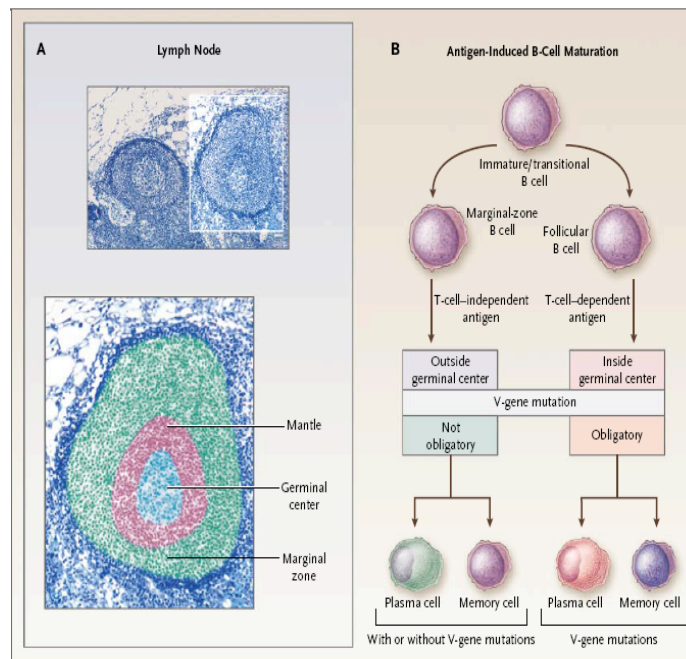 A
Lymph Node
Mantle
Germinal
center
Marginal
zone
B
Antigen-Induced B-Cell Maturation
Immature/transitional
B cell
Marginal-zone
B cell
Follicular
B cell
T-cell–independent
antigen
T-cell–dependent
antigen
Outside
germinal center
Inside
germinal center
V-gene mutation
Not
obligatory
Obligatory
Plasma cell
Memory cell
Plasma cell
Memory cell
With or without V-gene mutations
V-gene mutations